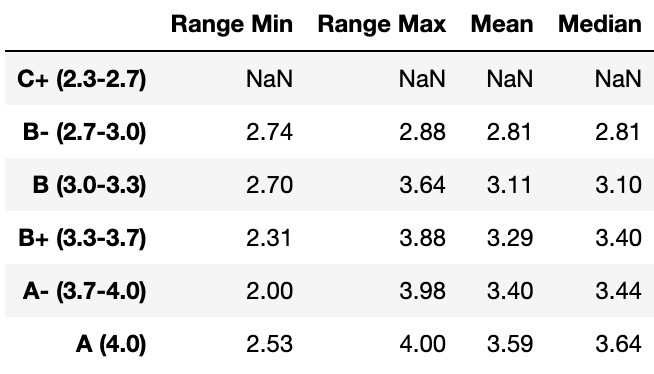 Range Min Range Max Mean Median
C+ (2.3-2.7) NaN NaN NaN NaN
B- (2.7-3.0) 2.74 2.88 2.81 2.81
B (3.0-3.3) 2.70 3.64 3.11 3.10
B+ (3.3-3.7) 2.31 3.88 3.29 3.40
A- (3.7-4.0) 2.00 3.98 3.40 3.44
A (4.0) 2.53 4.00 3.59 3.64